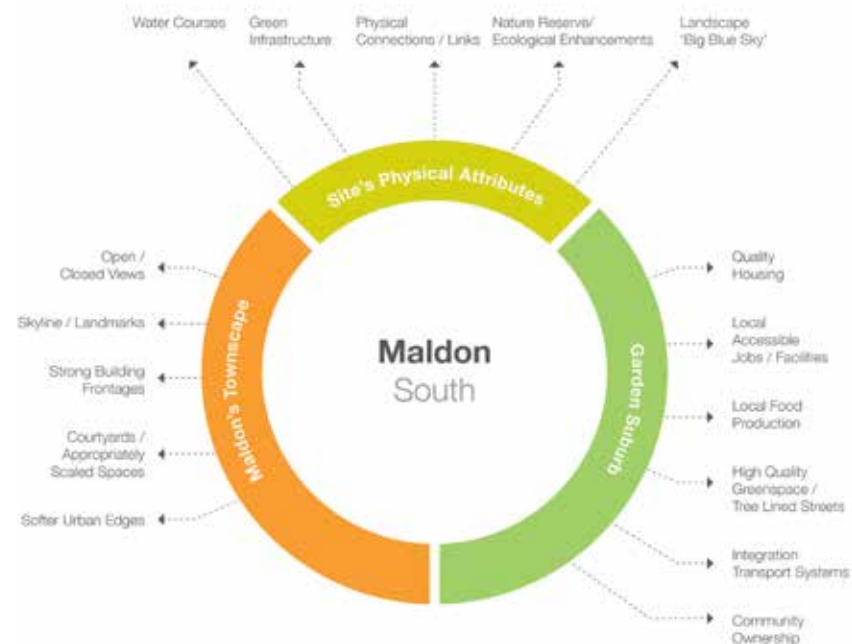 Water Courses
Green
Infrastructure
Physical
Connections / Links
Nature Reserve/
Ecological Enhancements
Landscape
'Big Blue Sky'
Site's Physical Attributes
Open /
Closed Views
Skyline / Landmarks
Strong Building
Frontages
Courtyards /
Appropriately
Scaled Spaces
Softer Urban Edges
Maldon's Townscape
Maldon
South
Garden Suburb
Quality
Housing
Local
Accessible
Jobs / Facilities
Local Food
Production
High Quality
Greenspace /
Tree Lined Streets
Integration
Transport Systems
Community
Ownership